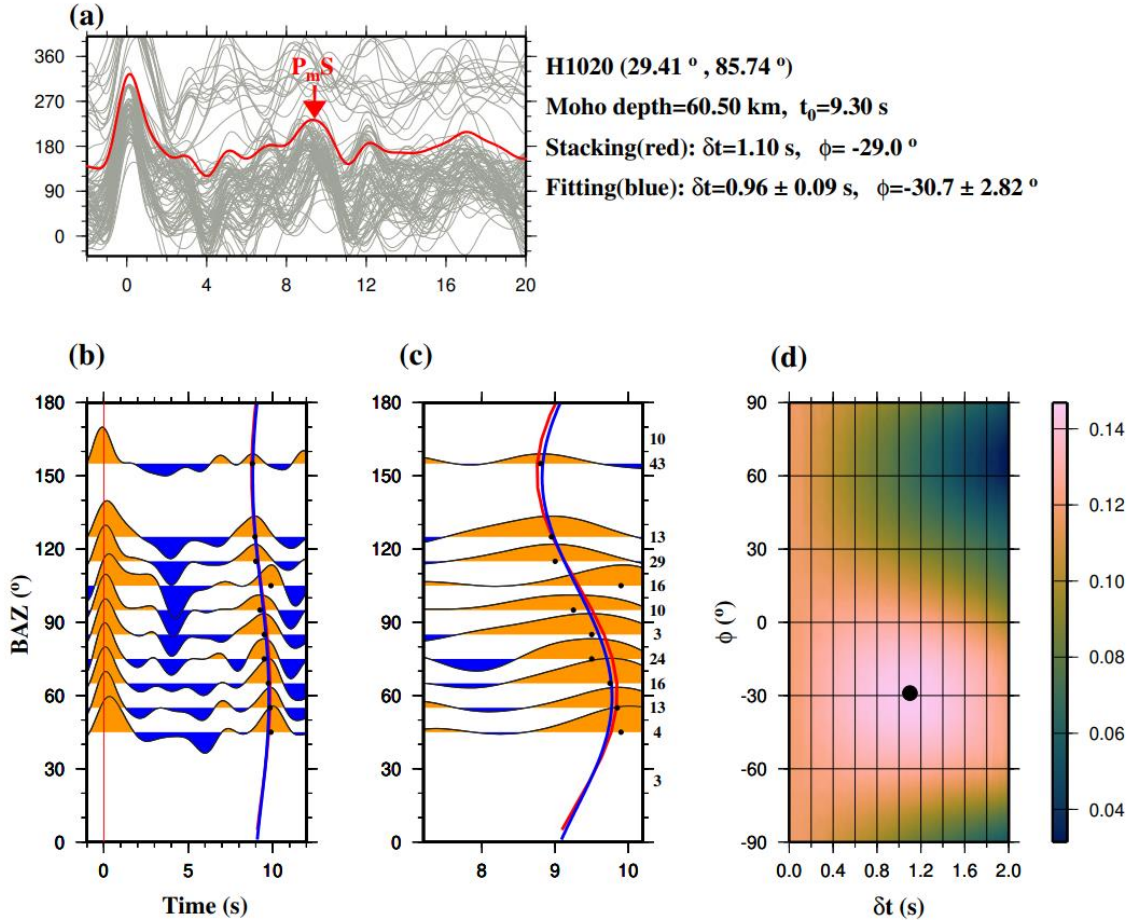 (a)
360
270
180
90
0
PmS
0 4 8 12 16 20
H1020 (29.41 º , 85.74 º)
Moho depth=60.50 km, t0=9.30 s
Stacking(red): δt=1.10 s, ϕ= -29.0 º
Fitting(blue): δt=0.96 ± 0.09 s, ϕ=-30.7 ± 2.82 º
(b)
180
150
120
90
60
30
0
BAZ (º)
0 5 10
Time (s)
(c)
10
43
13
29
16
10
3
24
16
13
4
3
8 9 10
(d)
90
60
30
0
-30
-60
-90
ϕ (º)
0.0 0.4 0.8 1.2 1.6 2.0
δt (s)
0.14
0.12
0.10
0.08
0.06
0.04
180
150
120
90
60
30
0